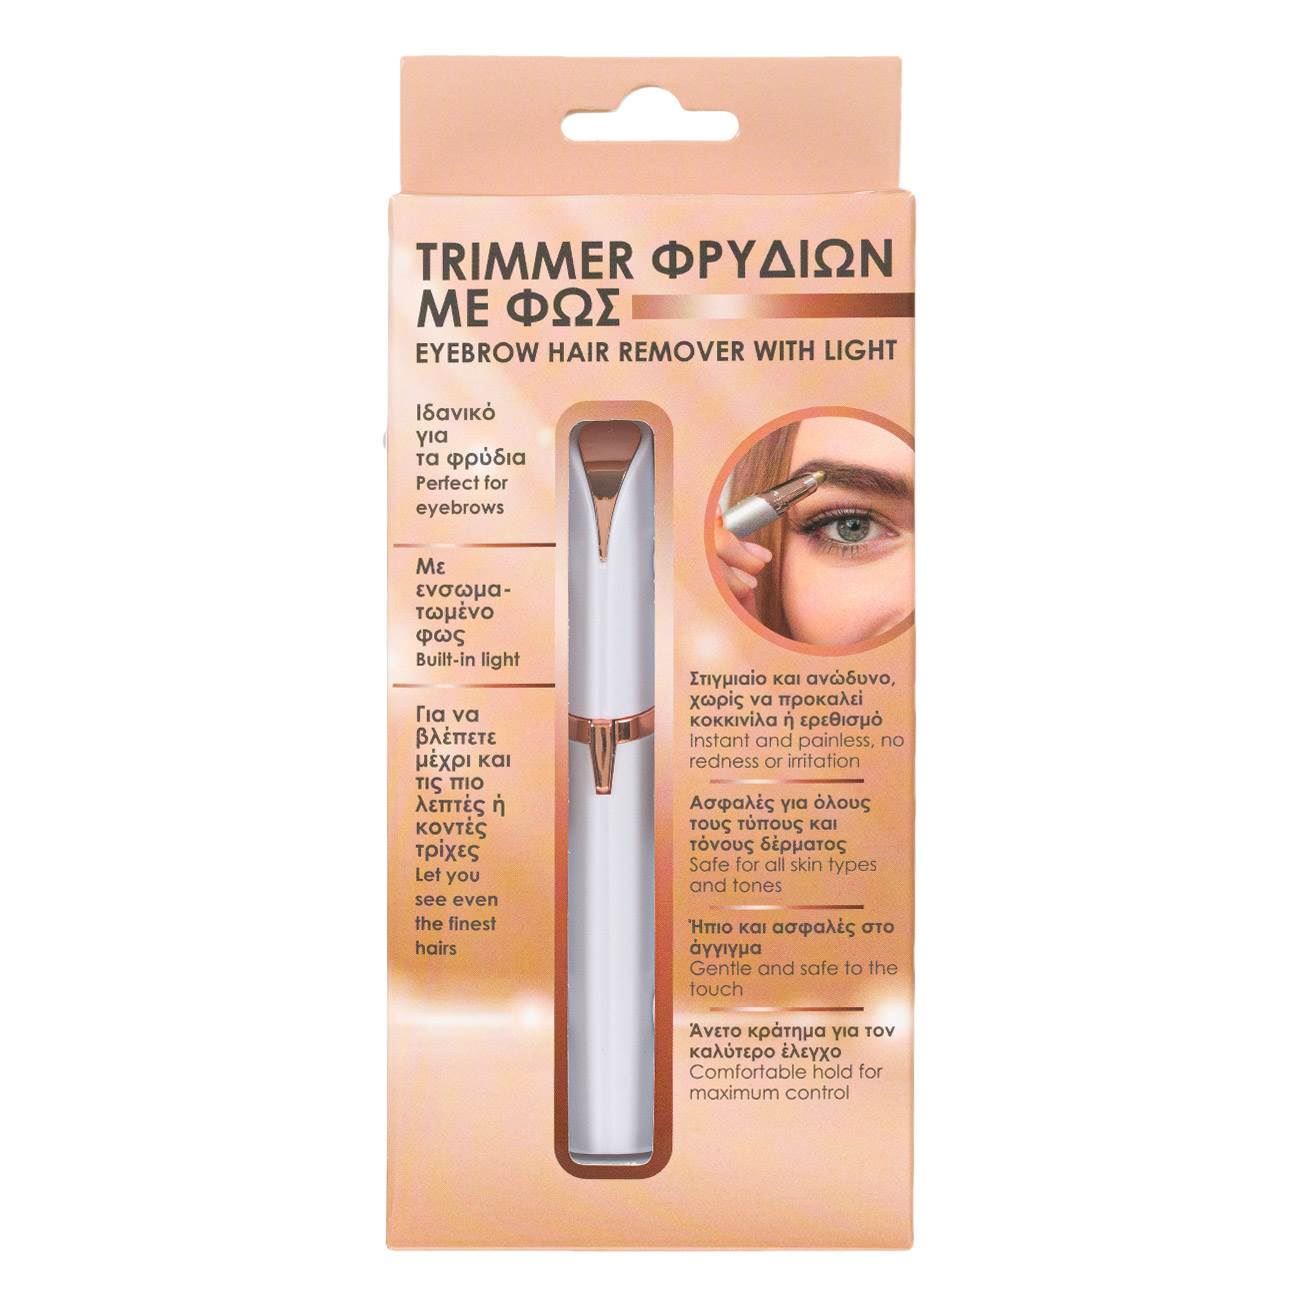 TRIMMER ΦΡΥΔΙΩΝ
ΜΕ ΦΩΣ
EYEBROW HAIR REMOVER WITH LIGHT
Ιδανικό
για
τα φρύδια
Perfect for
eyebrows
Με
ενσωμα-
τωμένο
φως
Built-in light
Για να
βλέπετε
μέχρι και
τις πιο
λεπτές ή
κοντές
τρίχες
Let you
see even
the finest
hairs
Στιγμιαίο και ανώδυνο,
χωρίς να προκαλεί
κοκκινίλα ή ερεθισμό
Instant and painless, no
redness or irritation
Ασφαλές για όλους
τους τύπους και
τόνους δέρματος
Safe for all skin types
and tones
Ήπιο και ασφαλές στο
άγγιγμα
Gentle and safe to the
touch
Άνετο κράτημα για τον
καλύτερο έλεγχο
Comfortable hold for
maximum control